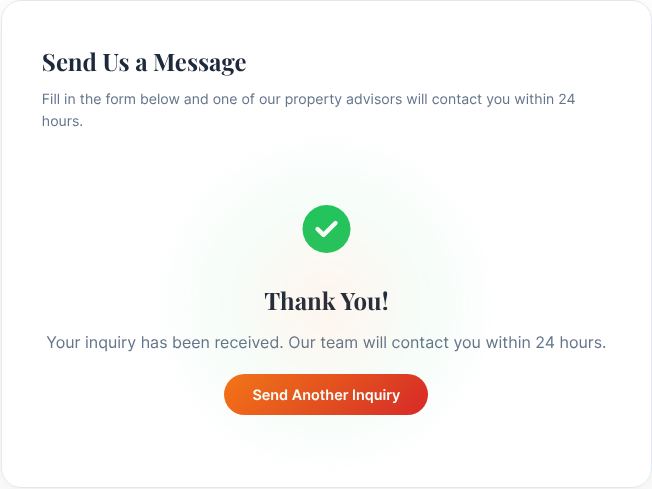 Send Us a Message
Fill in the form below and one of our property advisors will contact you within 24
hours.
Thank You!
Your inquiry has been received. Our team will contact you within 24 hours.
Send Another Inquiry